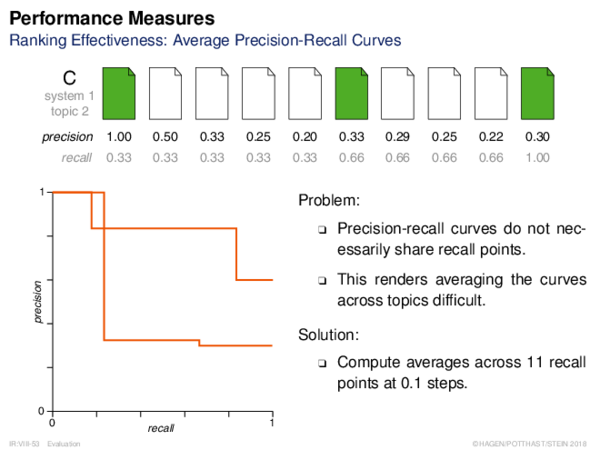 Performance Measures
Ranking Effectiveness: Average Precision-Recall Curves
C
system 1
topic 2
precision 1.00 0.50 0.33 0.25 0.20 0.33 0.29 0.25 0.22 0.30
recall 0.33 0.33 0.33 0.33 0.33 0.66 0.66 0.66 0.66 1.00
1
precision
0
0
recall
1
Problem:
❑ Precision-recall curves do not nec-
essarily share recall points.
❑ This renders averaging the curves
across topics difficult.
Solution:
❑ Compute averages across 11 recall
points at 0.1 steps.
IR:VIII-53 Evaluation
©HAGEN/POTTHAST/STEIN 2018